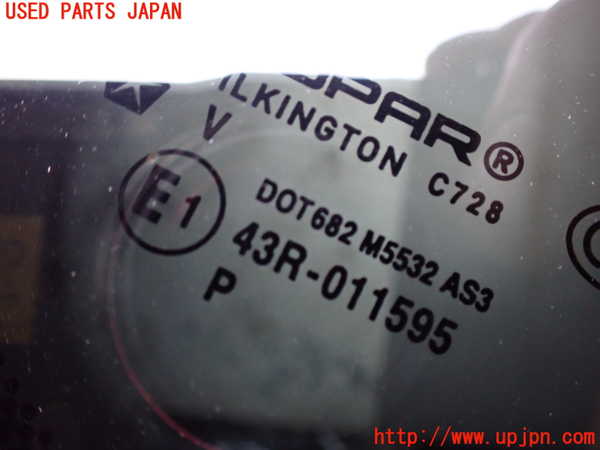 USED PARTS JAPAN
PAR®
ILKINGTON C728
V
E1
DOT682 M5532 AS3
43R-011595
P
http://www.upjpn.com/